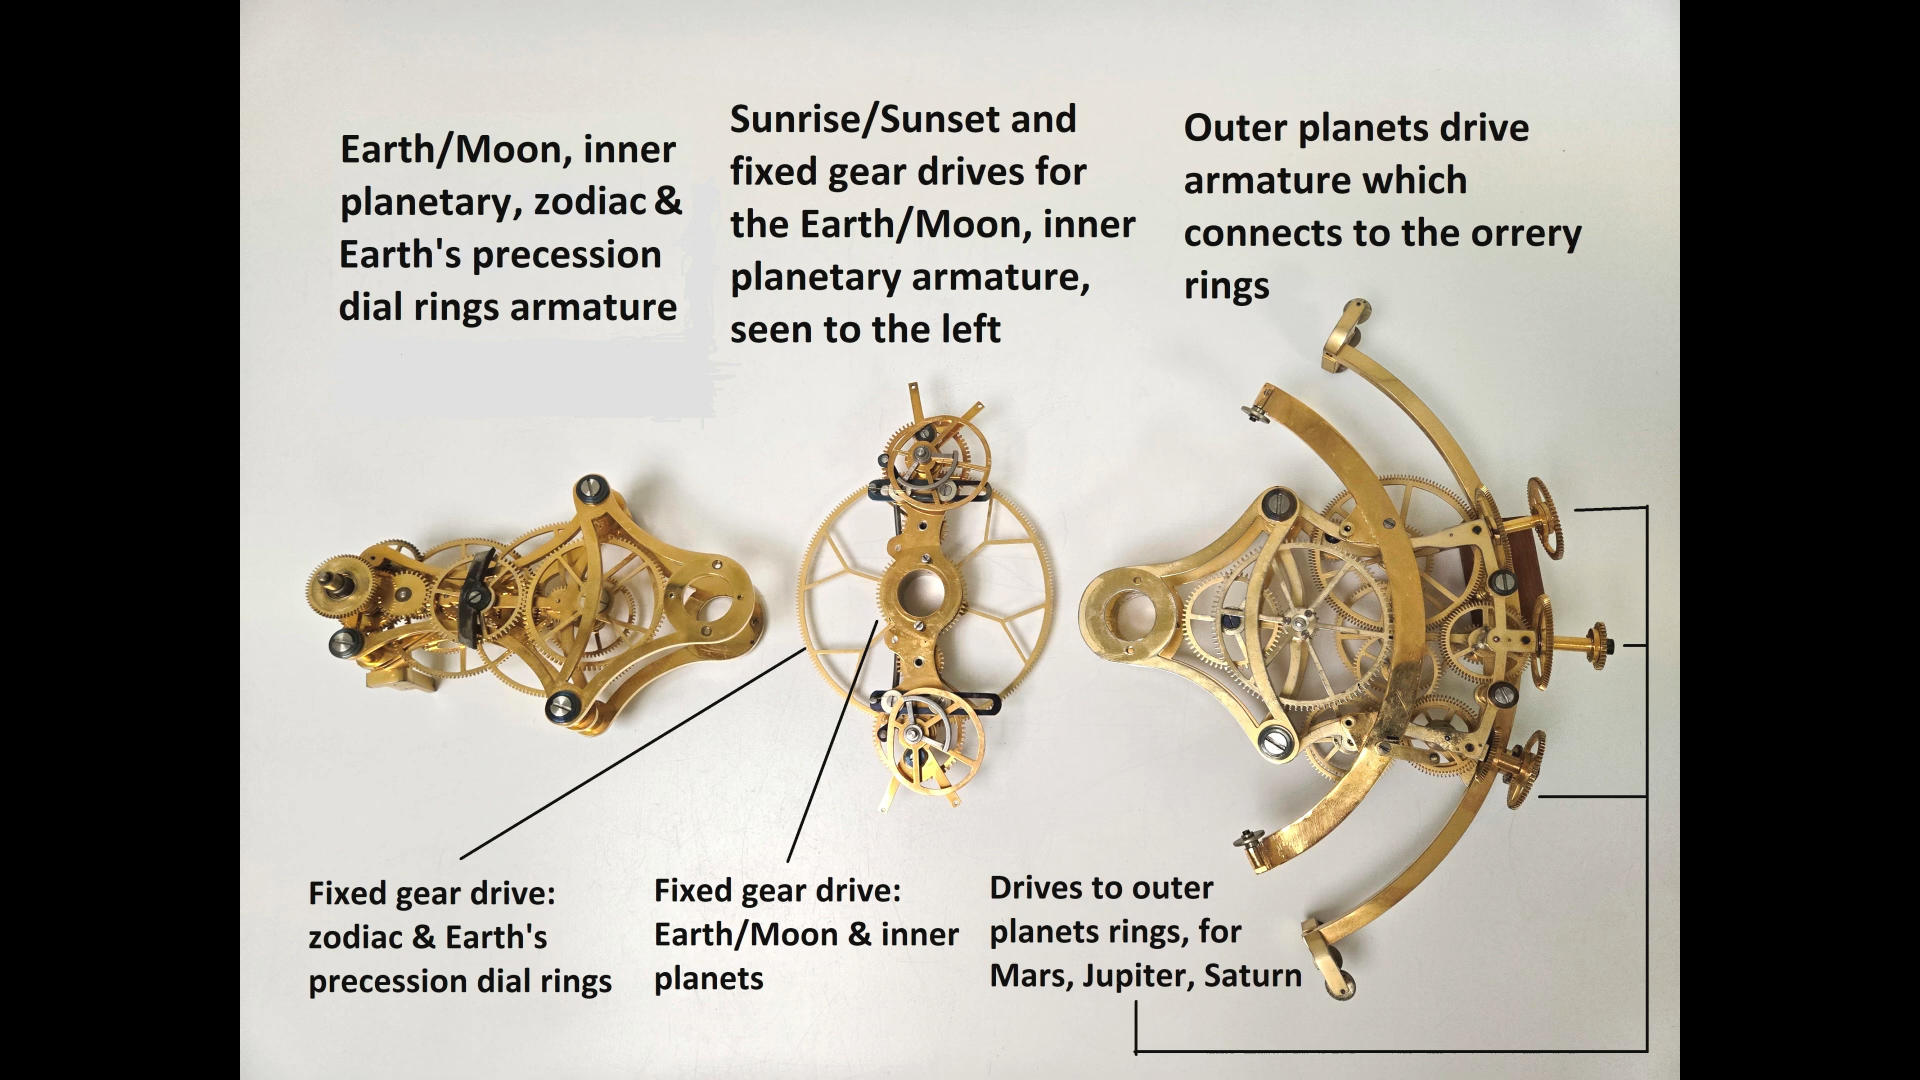 Earth/Moon, inner
planetary, zodiac &
Earth's precession
dial rings armature
Sunrise/Sunset and
fixed gear drives for
the Earth/Moon, inner
planetary armature,
seen to the left
Outer planets drive
armature which
connects to the orrery
rings
Fixed gear drive:
zodiac & Earth's
precession dial rings
Fixed gear drive:
Earth/Moon & inner
planets
Drives to outer
planets rings, for
Mars, Jupiter, Saturn